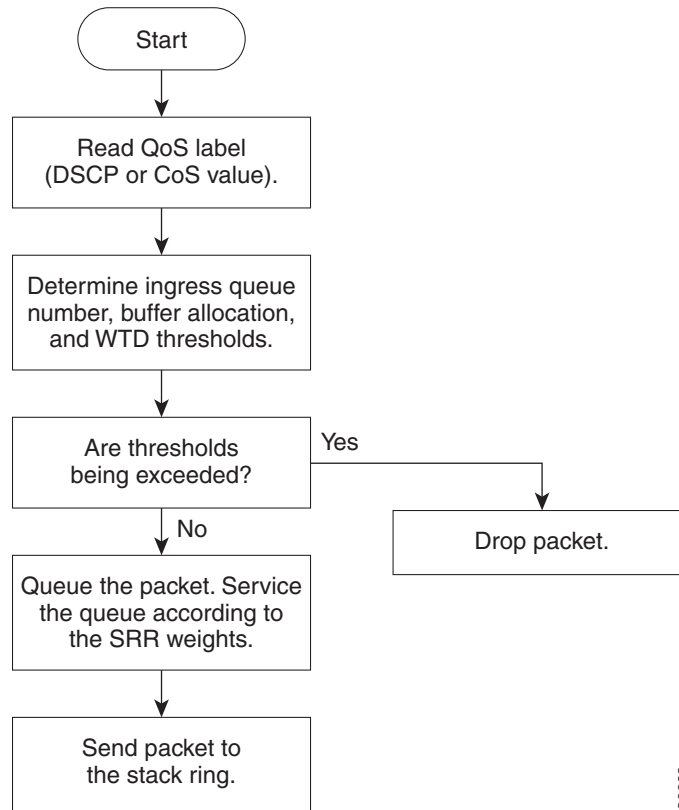 Start
Read QoS label
(DSCP or CoS value).
Determine ingress queue
number, buffer allocation,
and WTD thresholds.
Are thresholds
being exceeded?
Yes
No
Drop packet.
Queue the packet. Service
the queue according to
the SRR weights.
Send packet to
the stack ring.